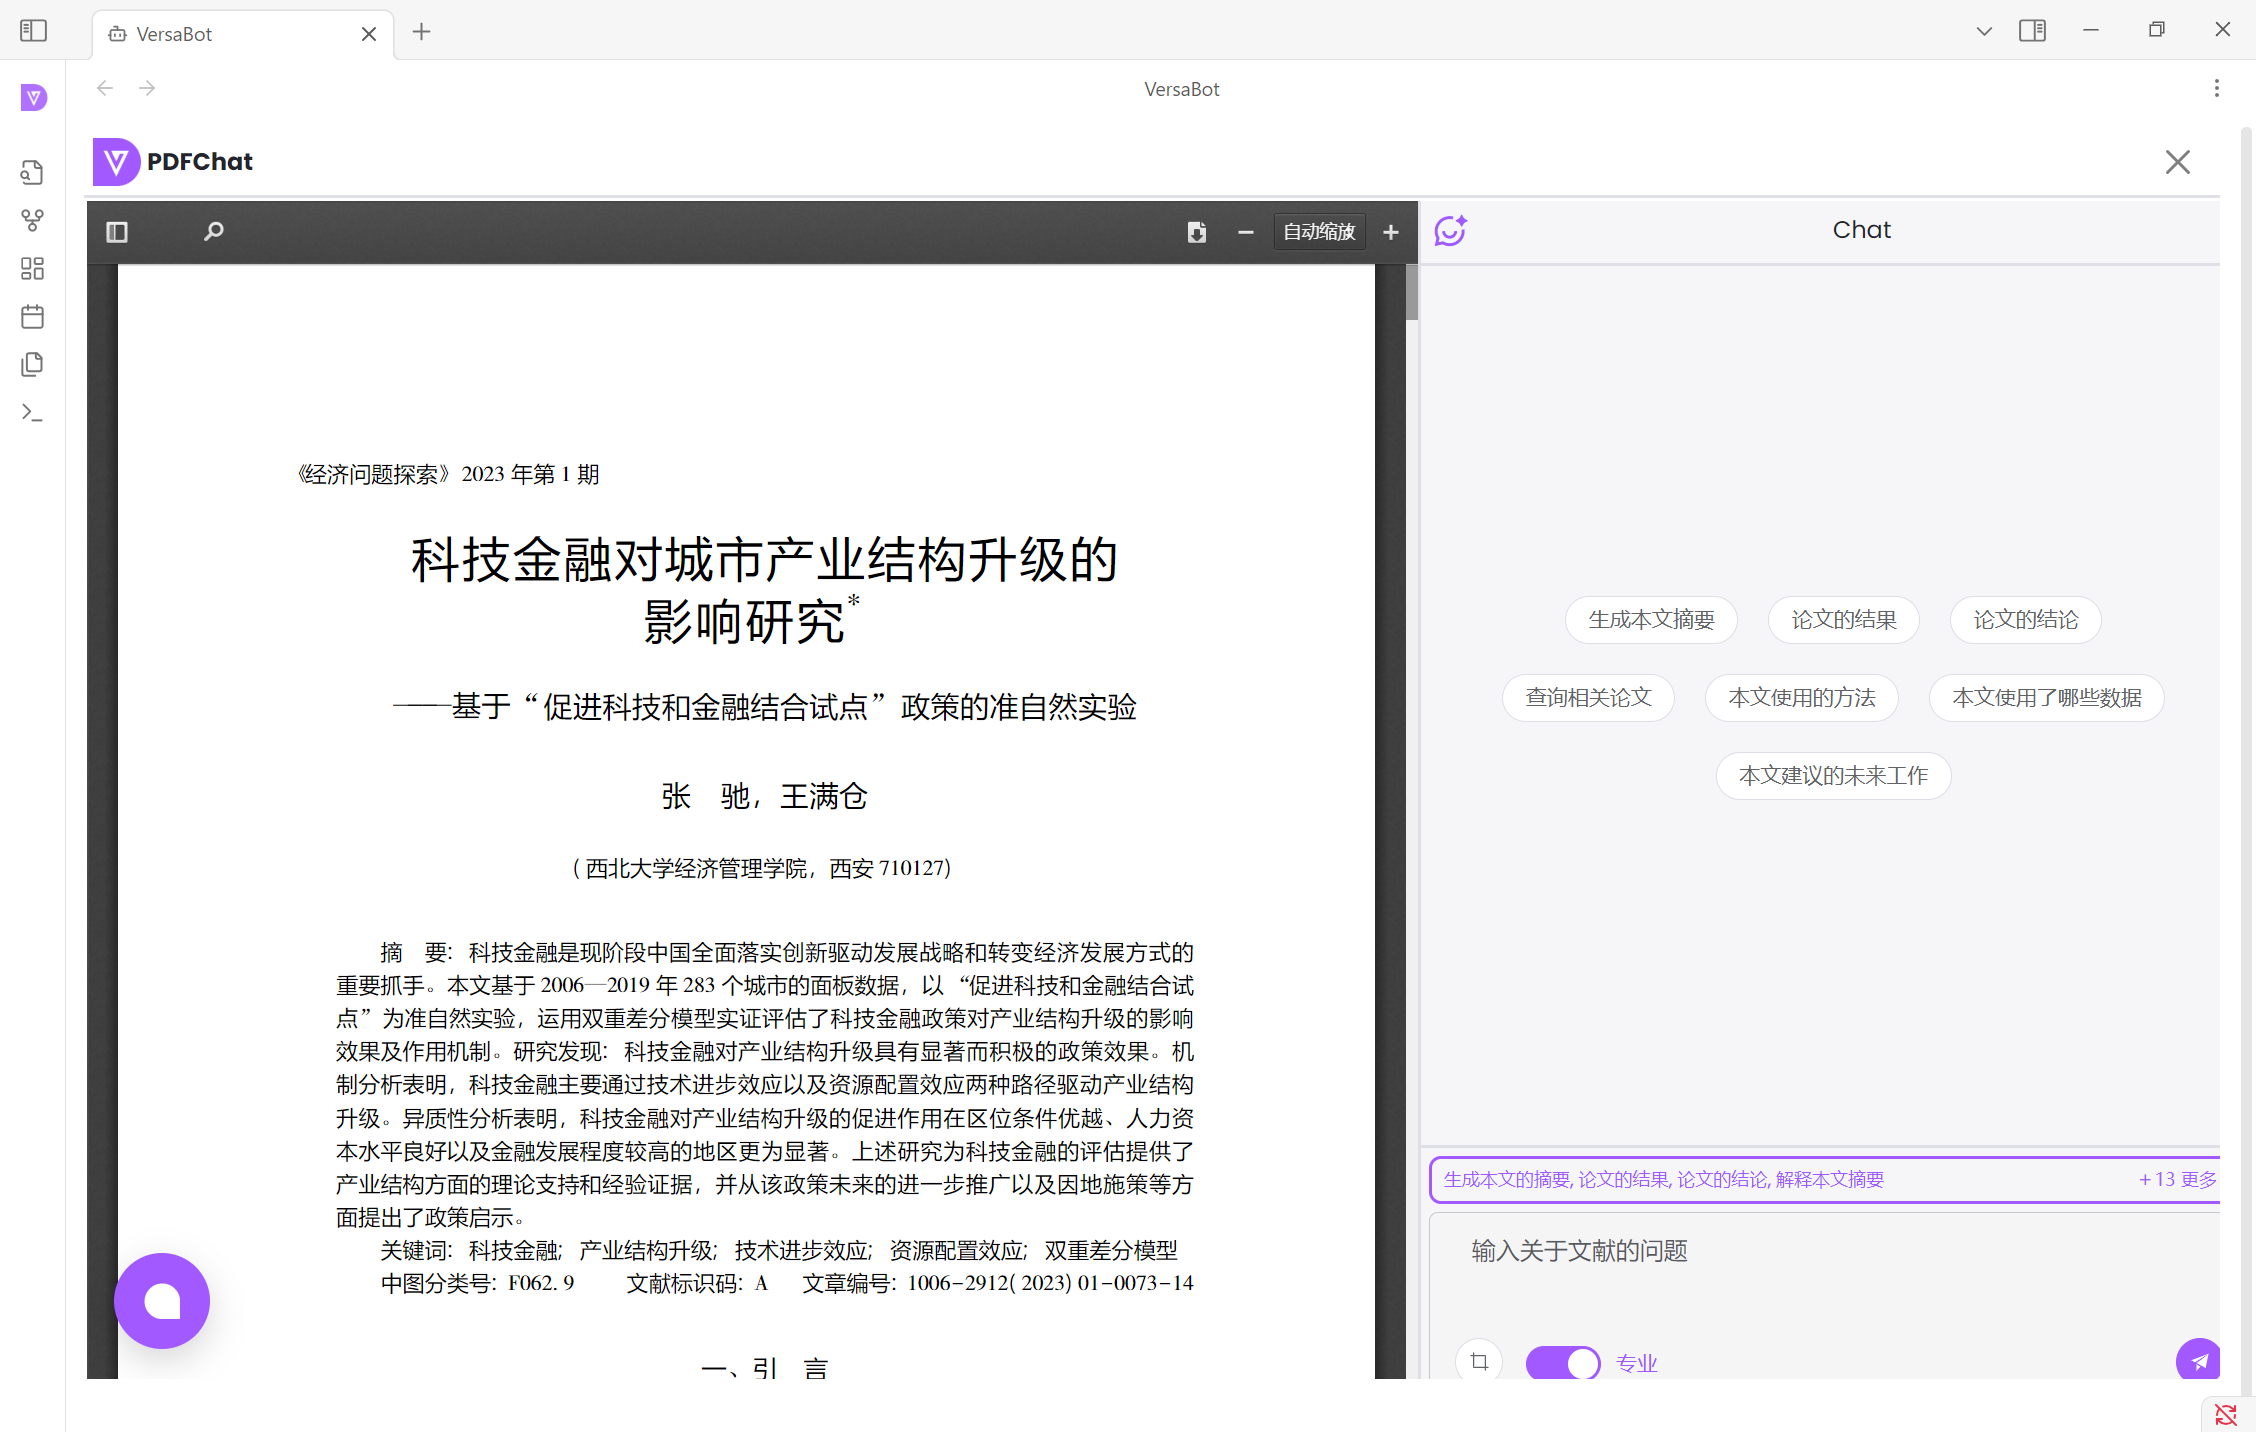 VersaBot
VersaBot
PDFChat
自动缩放
Chat
《经济问题探索》2023 年第 1 期
科技金融对城市产业结构升级的
影响研究*
——基于“促进科技和金融结合试点”政策的准自然实验
张　驰，王满仓
（西北大学经济管理学院，西安 710127）
摘　要：科技金融是现阶段中国全面落实创新驱动发展战略和转变经济发展方式的
重要抓手。本文基于 2006—2019 年 283 个城市的面板数据，以“促进科技和金融结合试
点”为准自然实验，运用双重差分模型实证评估了科技金融政策对产业结构升级的影响
效果及作用机制。研究发现：科技金融对产业结构升级具有显著而积极的政策效果。机
制分析表明，科技金融主要通过技术进步效应以及资源配置效应两种路径驱动产业结构
升级。异质性分析表明，科技金融对产业结构升级的促进作用在区位条件优越、人力资
本水平良好以及金融发展程度较高的地区更为显著。上述研究为科技金融的评估提供了
产业结构方面的理论支持和经验证据，并从该政策未来的进一步推广以及因地施策等方
面提出了政策启示。
关键词：科技金融；产业结构升级；技术进步效应；资源配置效应；双重差分模型
中图分类号：F062.9　文献标识码：A　文章编号：1006-2912(2023)01-0073-14
一、引　言
生成本文摘要
论文的结果
论文的结论
查询相关论文
本文使用的方法
本文使用了哪些数据
本文建议的未来工作
生成本文的摘要, 论文的结果, 论文的结论, 解释本文摘要
+13 更多
输入关于文献的问题
专业